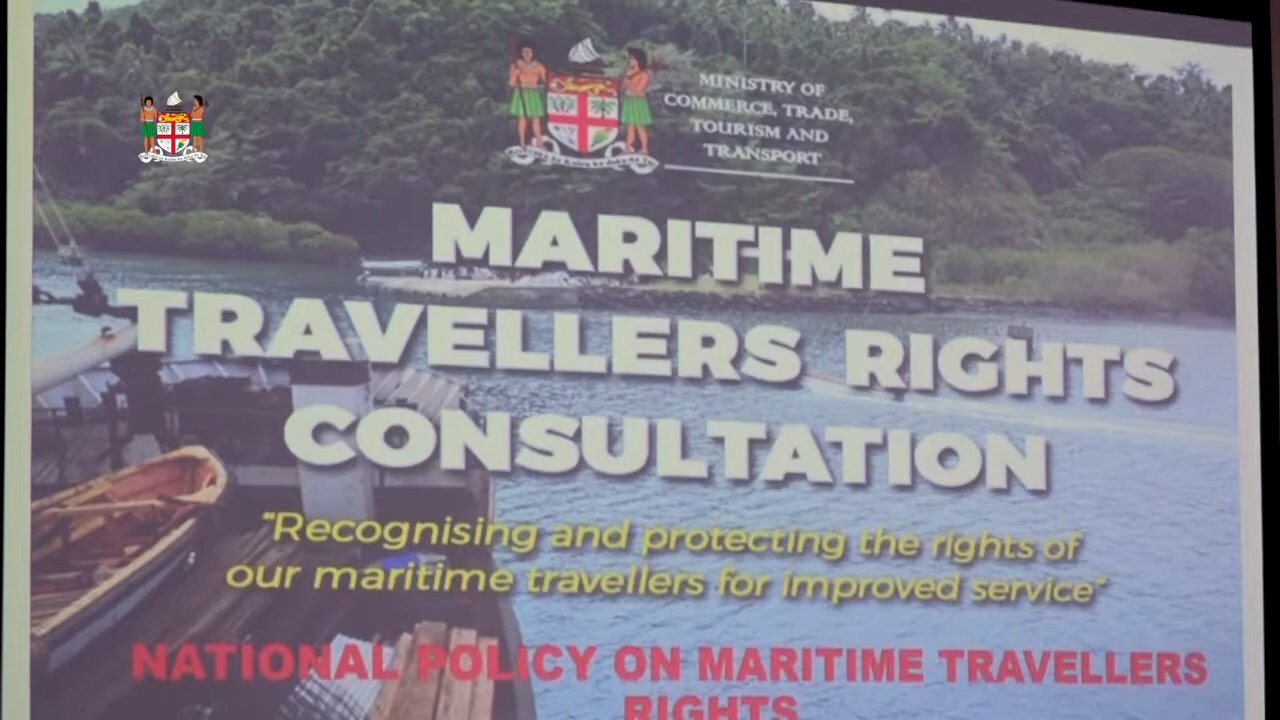 MINISTRY OF
COMMERCE, TRADE,
TOURISM AND
TRANSPORT
MARITIME
TRAVELLERS RIGHTS
CONSULTATION
"Recognising and protecting the rights of
our maritime travellers for improved service"
NATIONAL POLICY ON MARITIME TRAVELLERS
RIGHTS